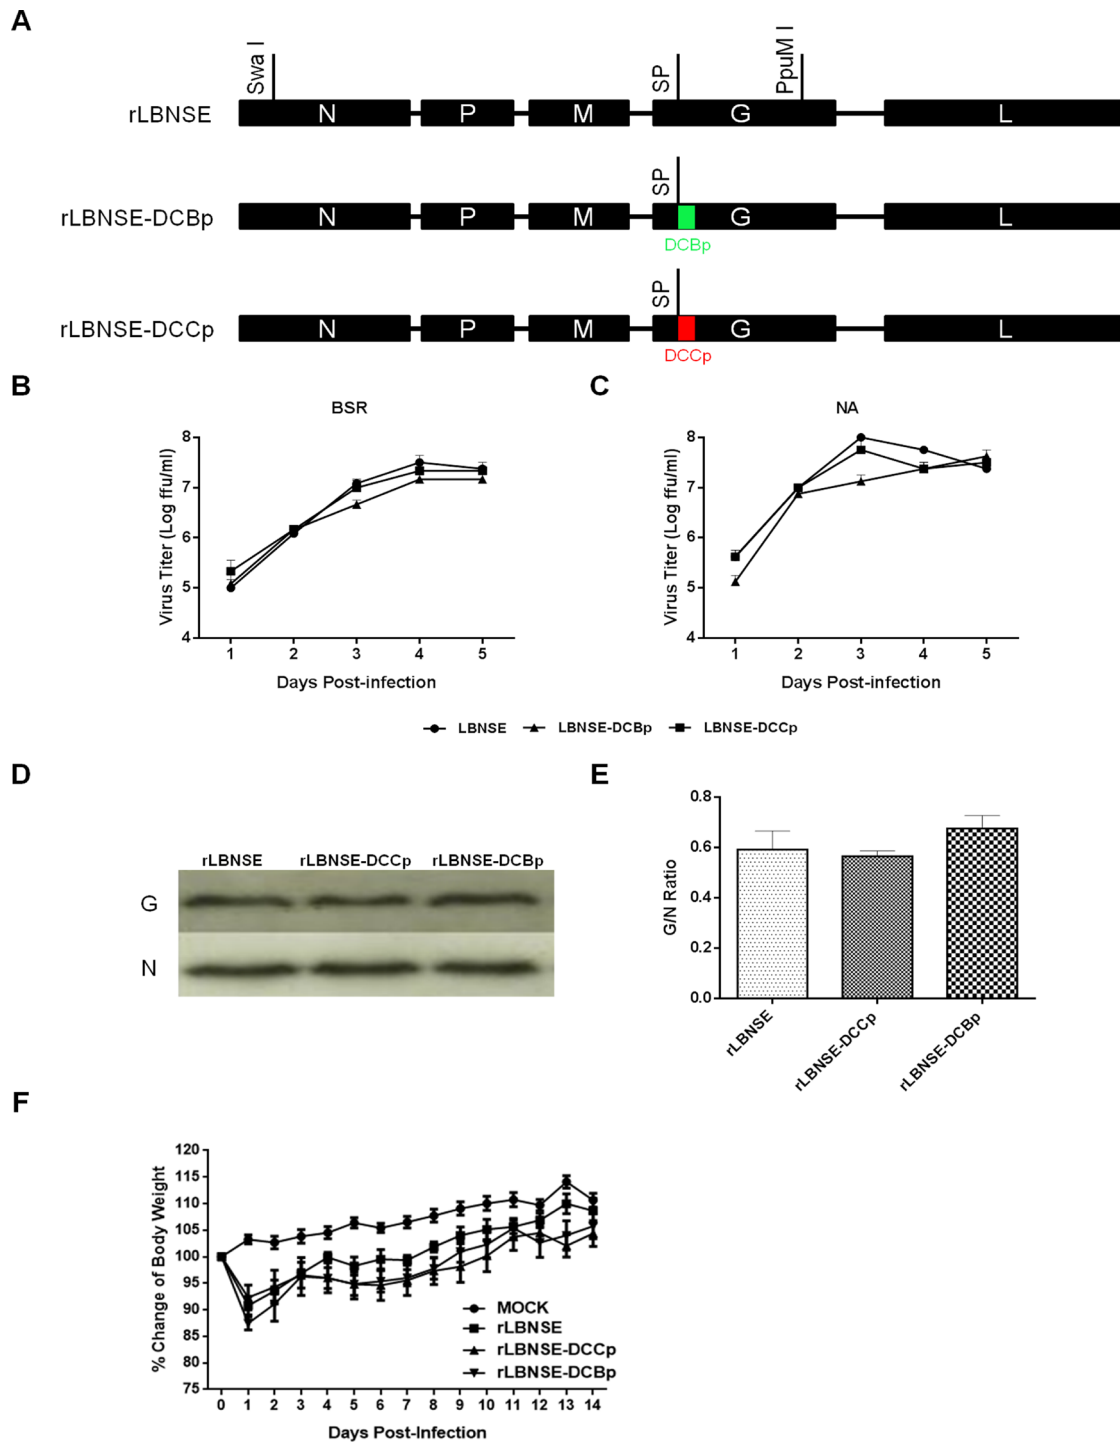 A
Swa I
SP
PpuM I
rLBNSE
N P M G L
SP
rLBNSE-DCBp
N P M G L
DCBp
SP
rLBNSE-DCCp
N P M G L
DCCp
B
BSR
Virus Titer (Log ffu/ml)
8
7
6
5
4
1 2 3 4 5
Days Post-infection
C
NA
Virus Titer (Log ffu/ml)
8
7
6
5
4
1 2 3 4 5
Days Post-infection
LBNSE LBNSE-DCBp LBNSE-DCCp
D
rLBNSE rLBNSE-DCCp rLBNSE-DCBp
G
N
E
G/N Ratio
0.8
0.6
0.4
0.2
0.0
rLBNSE
rLBNSE-DCCp
rLBNSE-DCBp
F
% Change of Body Weight
120
115
110
105
100
95
90
85
80
75
MOCK
rLBNSE
rLBNSE-DCCp
rLBNSE-DCBp
0 1 2 3 4 5 6 7 8 9 10 11 12 13 14
Days Post-Infection